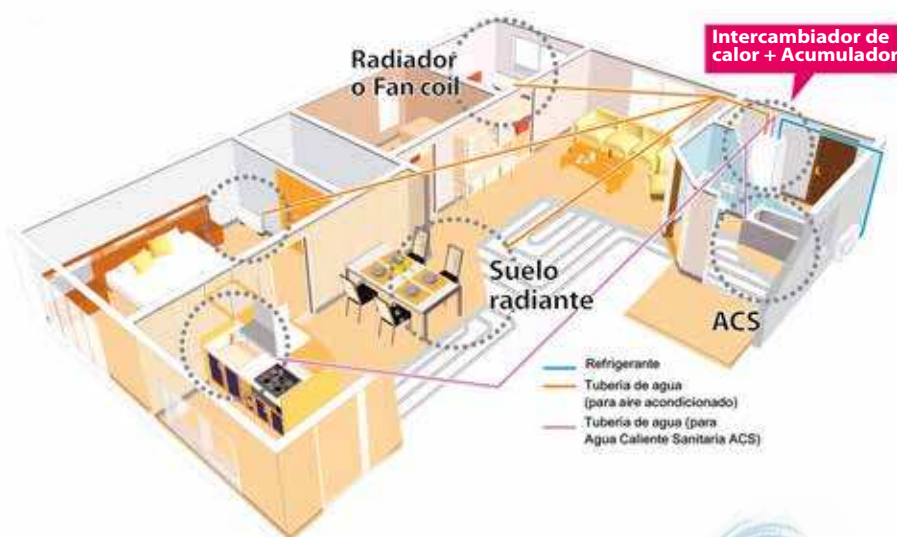 Intercambiador de
calor + Acumulador
Radiador
o Fan coil
Suelo
radiante
ACS
Refrigerante
Tubería de agua
(para aire acondicionado)
Tubería de agua (para
Agua Caliente Sanitaria ACS)